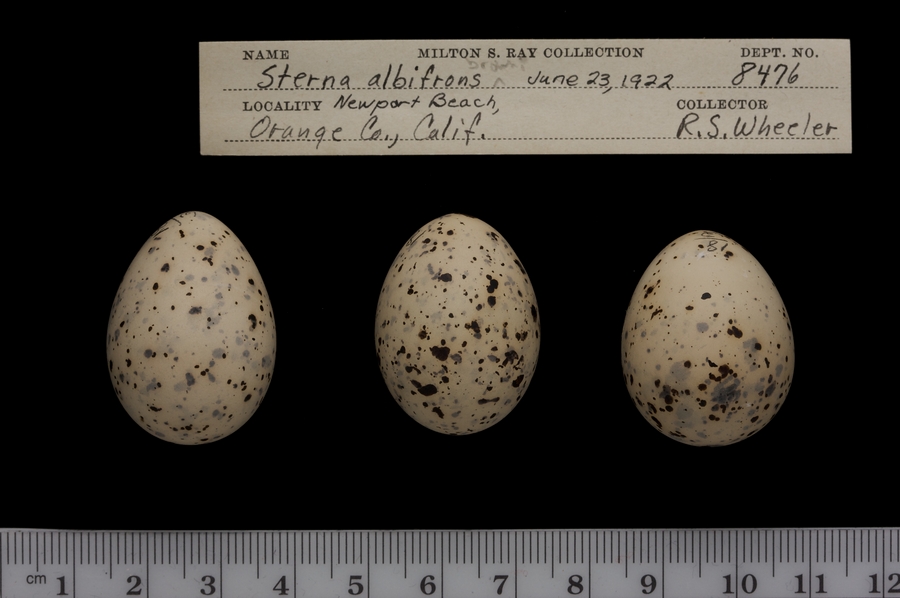 NAME MILTON S. RAY COLLECTION DEPT. NO.
Sterna albifrons ^ June 23, 1922 8476
LOCALITY Newport Beach, COLLECTOR
Orange Co., Calif. R.S. Wheeler
81
cm 1 2 3 4 5 6 7 8 9 10 11 12